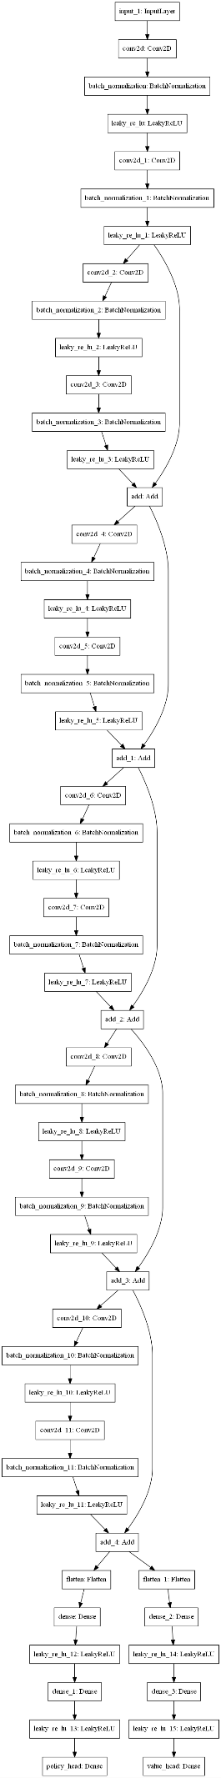 input_1: InputLayer
conv2d: Conv2D
batch_normalization: BatchNormalization
leaky_re_lu: LeakyReLU
conv2d_1: Conv2D
batch_normalization_1: BatchNormalization
leaky_re_lu_1: LeakyReLU
conv2d_2: Conv2D
batch_normalization_2: BatchNormalization
leaky_re_lu_2: LeakyReLU
conv2d_3: Conv2D
batch_normalization_3: BatchNormalization
leaky_re_lu_3: LeakyReLU
add: Add
conv2d_4: Conv2D
batch_normalization_4: BatchNormalization
leaky_re_lu_4: LeakyReLU
conv2d_5: Conv2D
batch_normalization_5: BatchNormalization
leaky_re_lu_5: LeakyReLU
add_1: Add
conv2d_6: Conv2D
batch_normalization_6: BatchNormalization
leaky_re_lu_6: LeakyReLU
conv2d_7: Conv2D
batch_normalization_7: BatchNormalization
leaky_re_lu_7: LeakyReLU
add_2: Add
conv2d_8: Conv2D
batch_normalization_8: BatchNormalization
leaky_re_lu_8: LeakyReLU
conv2d_9: Conv2D
batch_normalization_9: BatchNormalization
leaky_re_lu_9: LeakyReLU
add_3: Add
conv2d_10: Conv2D
batch_normalization_10: BatchNormalization
leaky_re_lu_10: LeakyReLU
conv2d_11: Conv2D
batch_normalization_11: BatchNormalization
leaky_re_lu_11: LeakyReLU
add_4: Add
flatten: Flatten
flatten_1: Flatten
dense: Dense
dense_2: Dense
leaky_re_lu_12: LeakyReLU
leaky_re_lu_14: LeakyReLU
dense_1: Dense
dense_3: Dense
leaky_re_lu_13: LeakyReLU
leaky_re_lu_15: LeakyReLU
policy_head: Dense
value_head: Dense